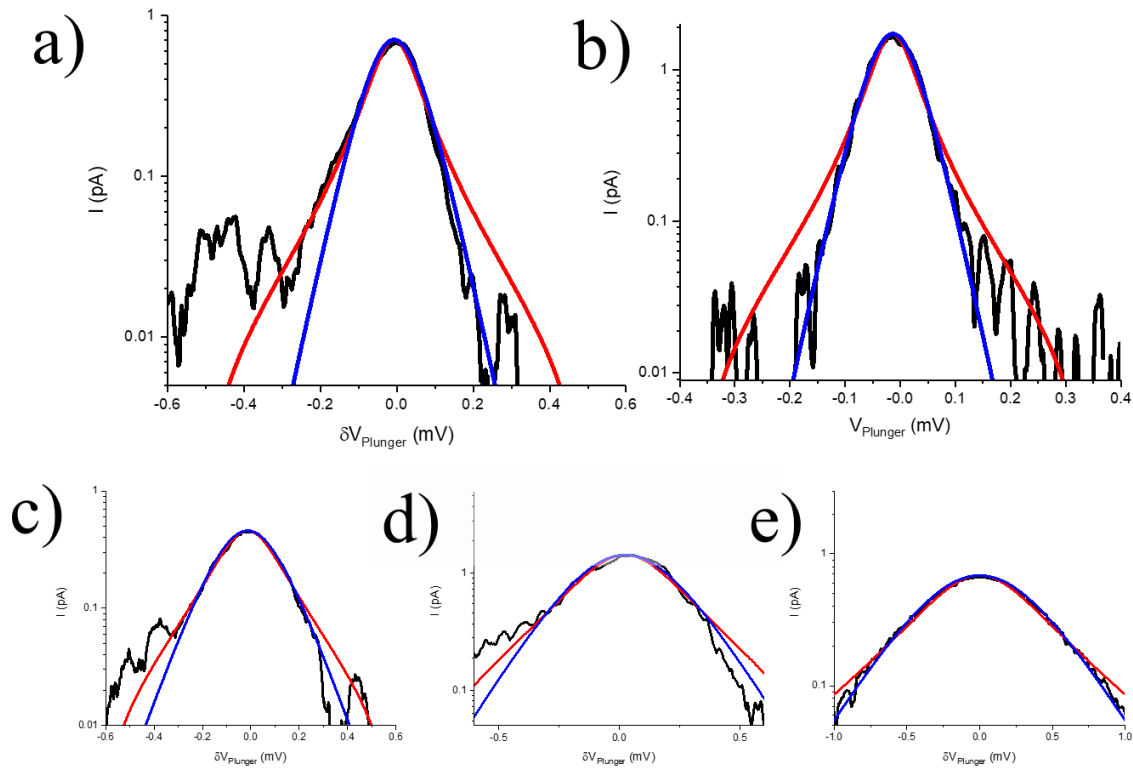 a)
1
0.1
0.01
I (pA)
-0.6 -0.4 -0.2 0.0 0.2 0.4 0.6
δV_Plunger (mV)
b)
1
0.1
0.01
I (pA)
-0.4 -0.3 -0.2 -0.1 -0.0 0.1 0.2 0.3 0.4
V_Plunger (mV)
c)
1
0.1
0.01
I (pA)
-0.6 -0.4 -0.2 0.0 0.2 0.4 0.6
δV_Plunger (mV)
d)
1
0.1
I (pA)
-0.5 0.0 0.5
δV_Plunger (mV)
e)
1
0.1
I (pA)
-1.0 -0.5 0.0 0.5 1.0
δV_Plunger (mV)